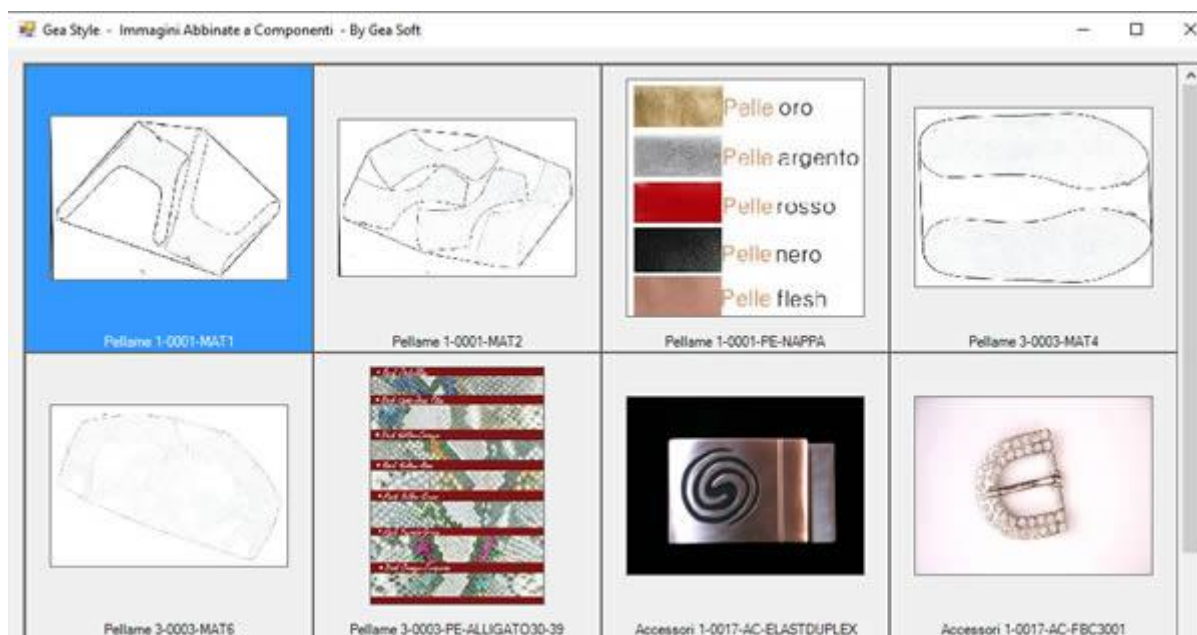 Gea Style - Immagini Abbinate a Componenti - By Gea Soft
Pelle oro
Pelle argento
Pelle rosso
Pelle nero
Pelle flesh
Pellame 1-0001-MAT1
Pellame 1-0001-MAT2
Pellame 1-0001-PE-NAPPA
Pellame 3-0003-MAT4
Pellame 3-0003-MAT6
Pellame 3-0003-PE-ALLIGATO30-39
Accessori 1-0017-AC-ELASTDUPLEX
Accessori 1-0017-AC-FBC3001